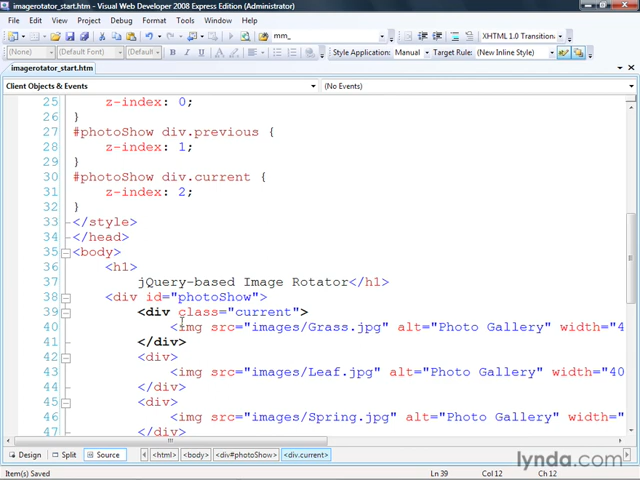 imagerotator_start.htm - Visual Web Developer 2008 Express Edition (Administrator)
File Edit View Project Debug Format Tools Window Help
mm_ XHTML 1.0 Transition
(None) (Default Font) (Default B I U A Style Application: Manual Target Rule: (New Inline Style)
imagerotator_start.htm
Client Objects & Events (No Events)
25 z-index: 0;
26 }
27 #photoShow div.previous {
28 z-index: 1;
29 }
30 #photoShow div.current {
31 z-index: 2;
32 }
33 </style>
34 </head>
35 <body>
36 <h1>
37 jQuery-based Image Rotator</h1>
38 <div id="photoShow">
39 <div class="current">
40 <img src="images/Grass.jpg" alt="Photo Gallery" width="4
41 </div>
42 <div>
43 <img src="images/Leaf.jpg" alt="Photo Gallery" width="40
44 </div>
45 <div>
46 <img src="images/Spring.jpg" alt="Photo Gallery" width="
47 </div>
Design Split Source <html> <body> <div#photoShow> <div.current>
lynda.com
Item(s) Saved Ln 39 Col 12 Ch 12